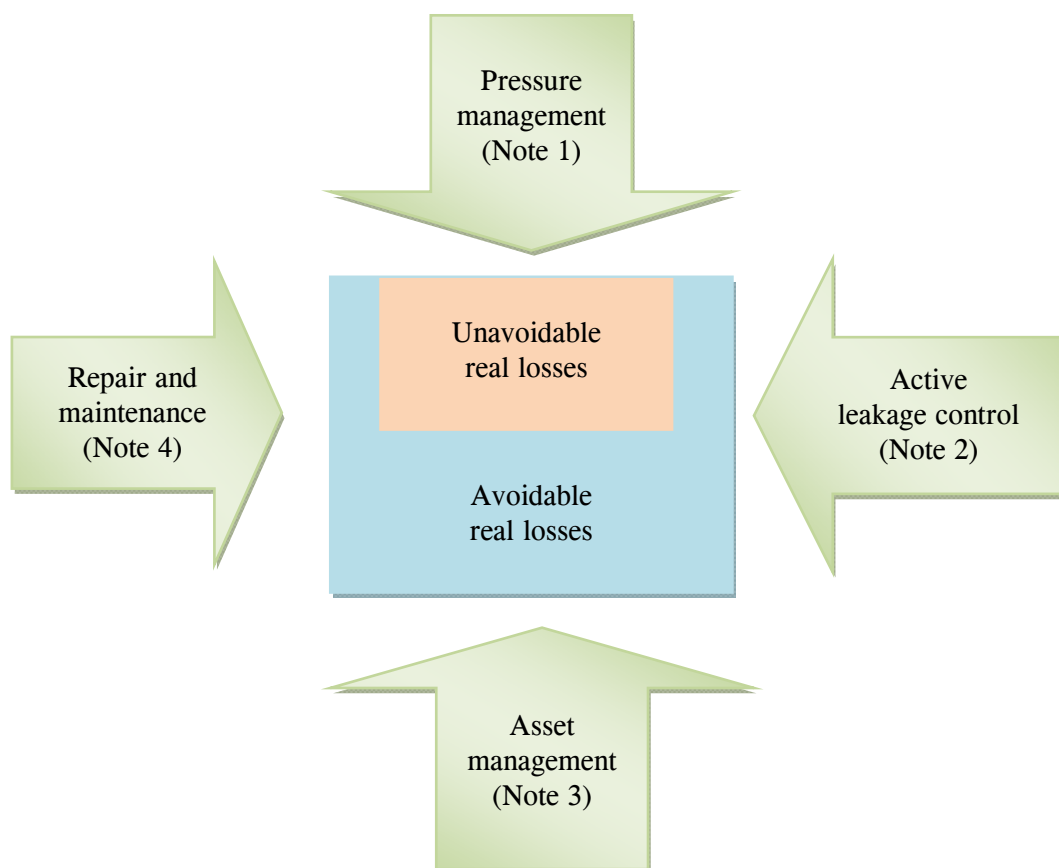 Pressure
management
(Note 1)
Unavoidable
real losses
Repair and
maintenance
(Note 4)
Active
leakage control
(Note 2)
Avoidable
real losses
Asset
management
(Note 3)